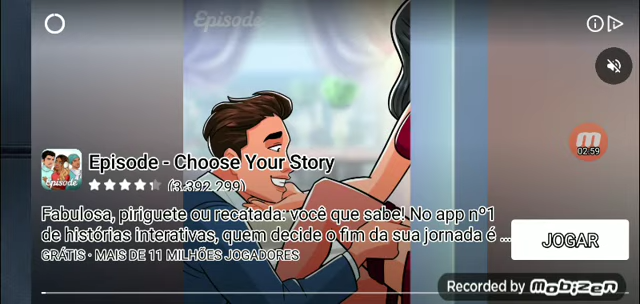 Episode
02:59
Episode
Episode - Choose Your Story
(3.392.299)
Fabulosa, piriguete ou recatada: você que sabe! No app nº1
de histórias interativas, quem decide o fim da sua jornada é ...
JOGAR
GRÁTIS · MAIS DE 11 MILHÕES JOGADORES
Recorded by Mobizen